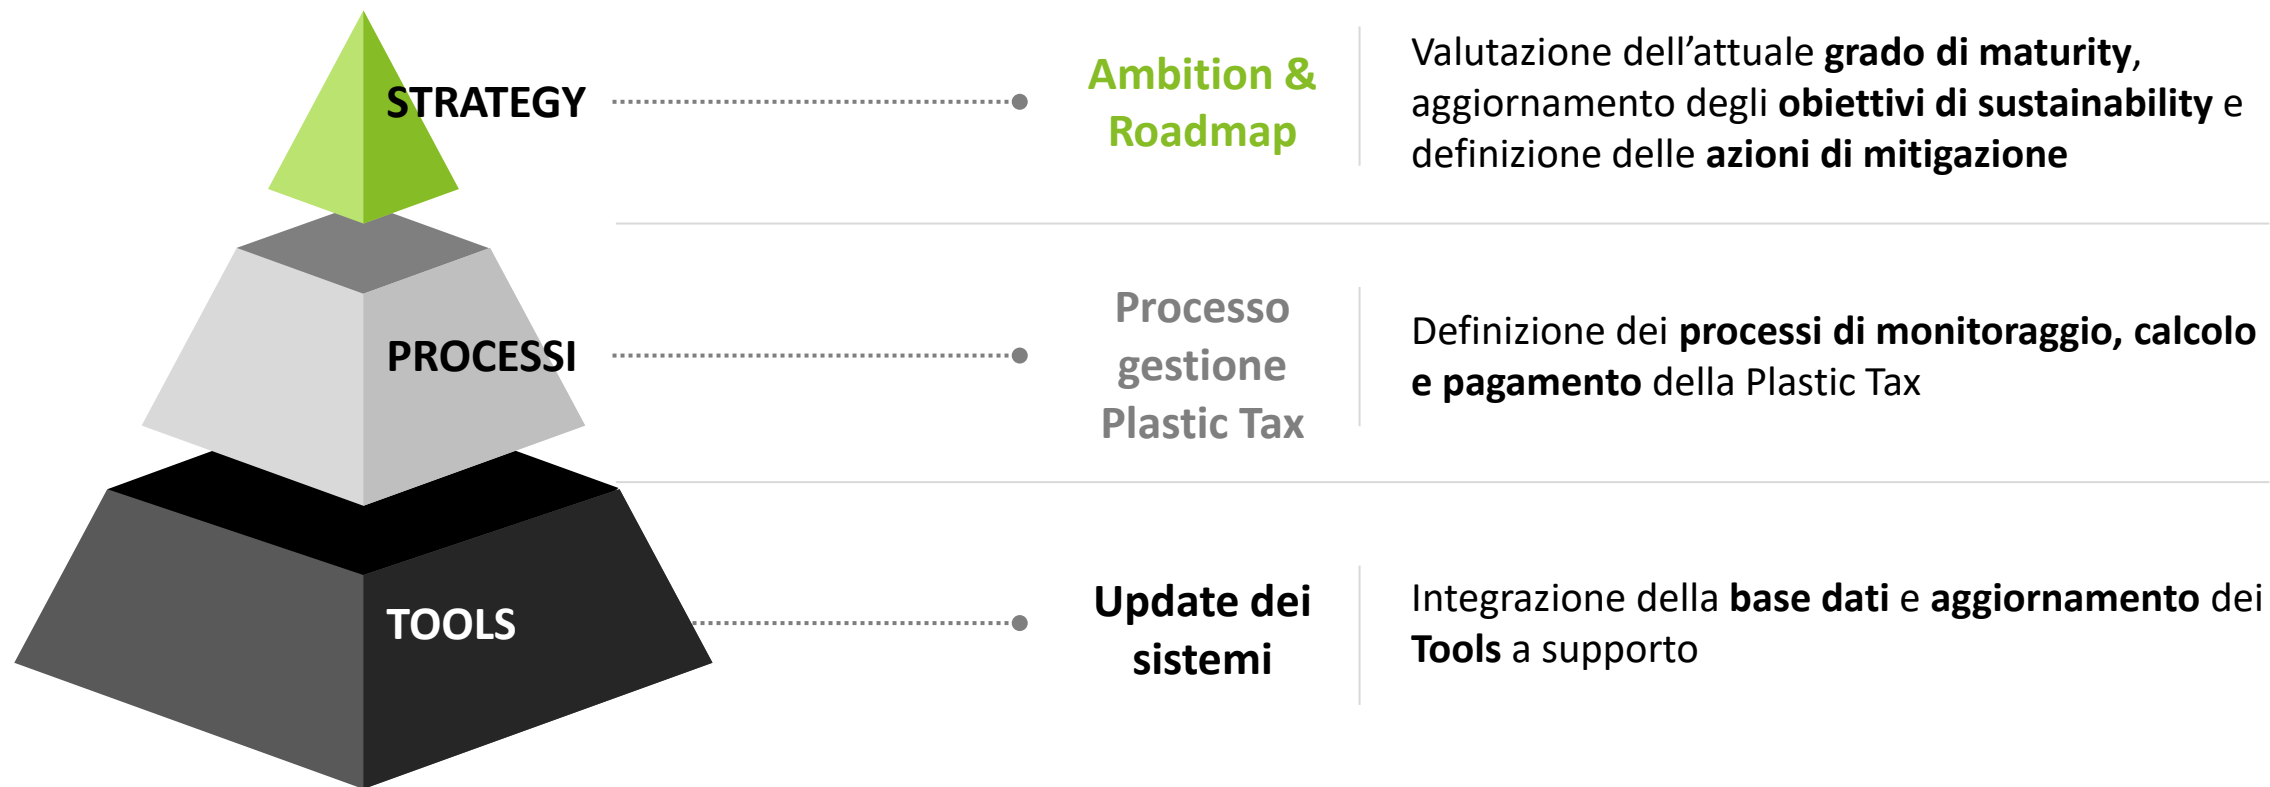 STRATEGY
Ambition &
Roadmap
Valutazione dell’attuale grado di maturity,
aggiornamento degli obiettivi di sustainability e
definizione delle azioni di mitigazione
PROCESSI
Processo
gestione
Plastic Tax
Definizione dei processi di monitoraggio, calcolo
e pagamento della Plastic Tax
TOOLS
Update dei
sistemi
Integrazione della base dati e aggiornamento dei
Tools a supporto